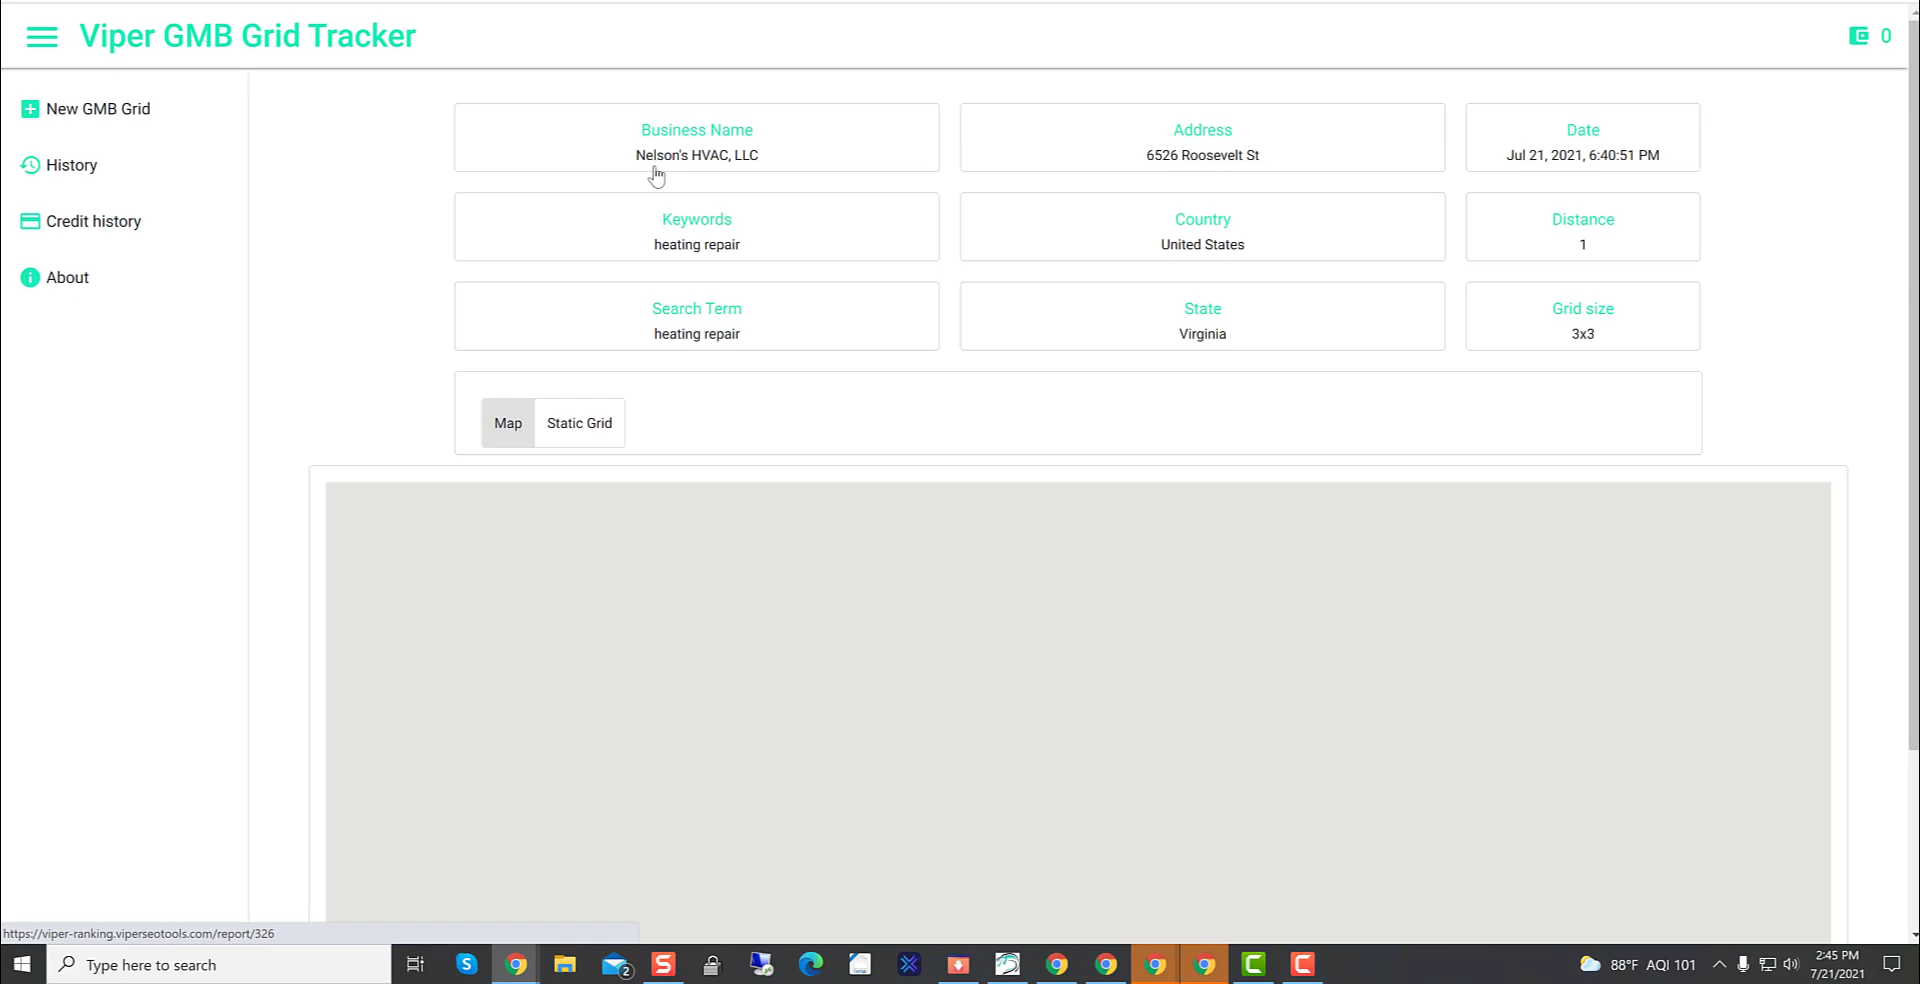 Viper GMB Grid Tracker
0
New GMB Grid
History
Credit history
About
Business Name
Nelson's HVAC, LLC
Address
6526 Roosevelt St
Date
Jul 21, 2021, 6:40:51 PM
Keywords
heating repair
Country
United States
Distance
1
Search Term
heating repair
State
Virginia
Grid size
3x3
Map
Static Grid
https://viper-ranking.viperseotools.com/report/326
Type here to search
2
88°F AQI 101
2:45 PM
7/21/2021